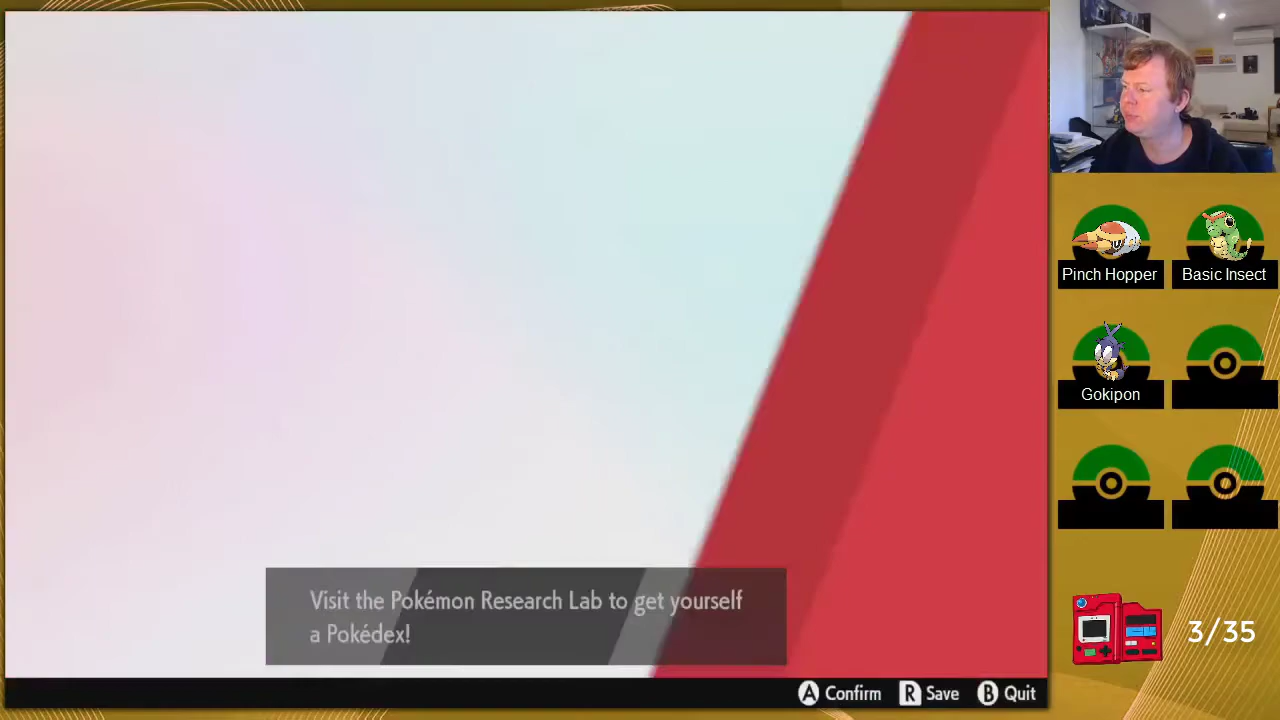 Pinch Hopper
Basic Insect
Gokipon
3/35
Visit the Pokémon Research Lab to get yourself
a Pokédex!
A Confirm R Save B Quit